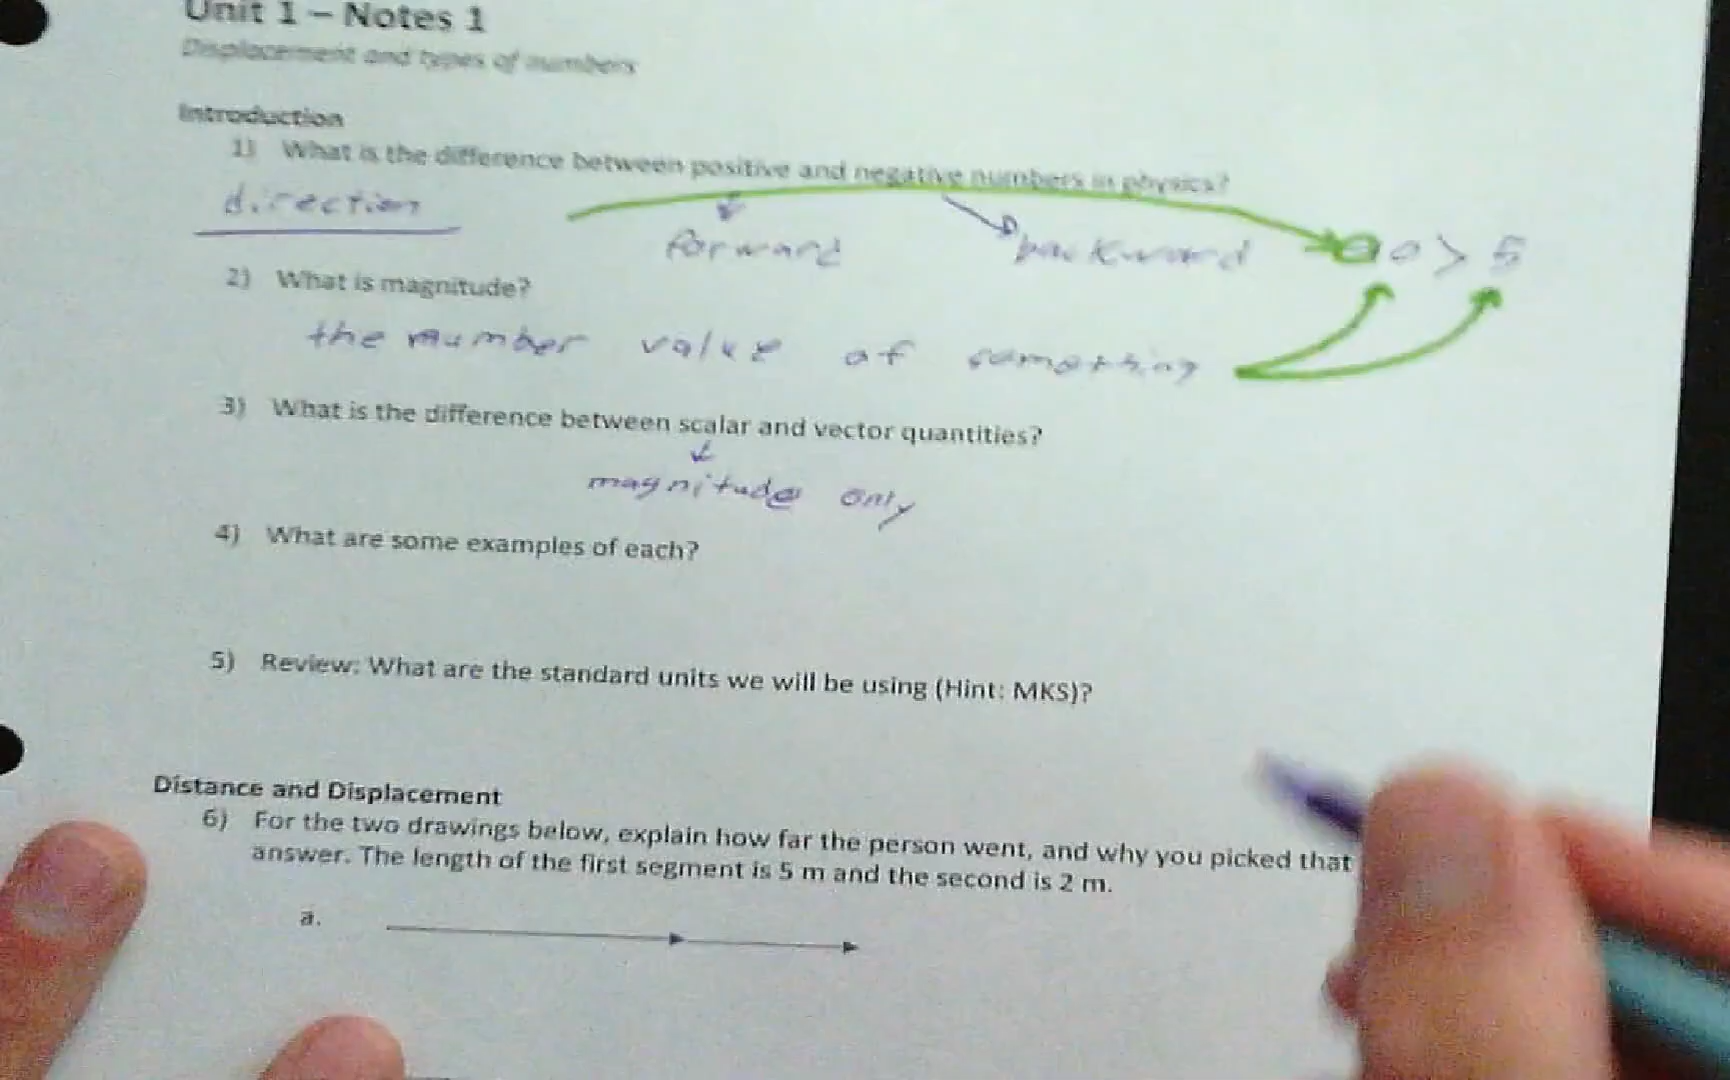 Unit 1 – Notes 1
Displacement and types of numbers
Introduction
1) What is the difference between positive and negative numbers in physics?
direction
forward
backward
0 > 5
2) What is magnitude?
the number value of something
3) What is the difference between scalar and vector quantities?
magnitude only
4) What are some examples of each?
5) Review: What are the standard units we will be using (Hint: MKS)?
Distance and Displacement
6) For the two drawings below, explain how far the person went, and why you picked that
answer. The length of the first segment is 5 m and the second is 2 m.
a.